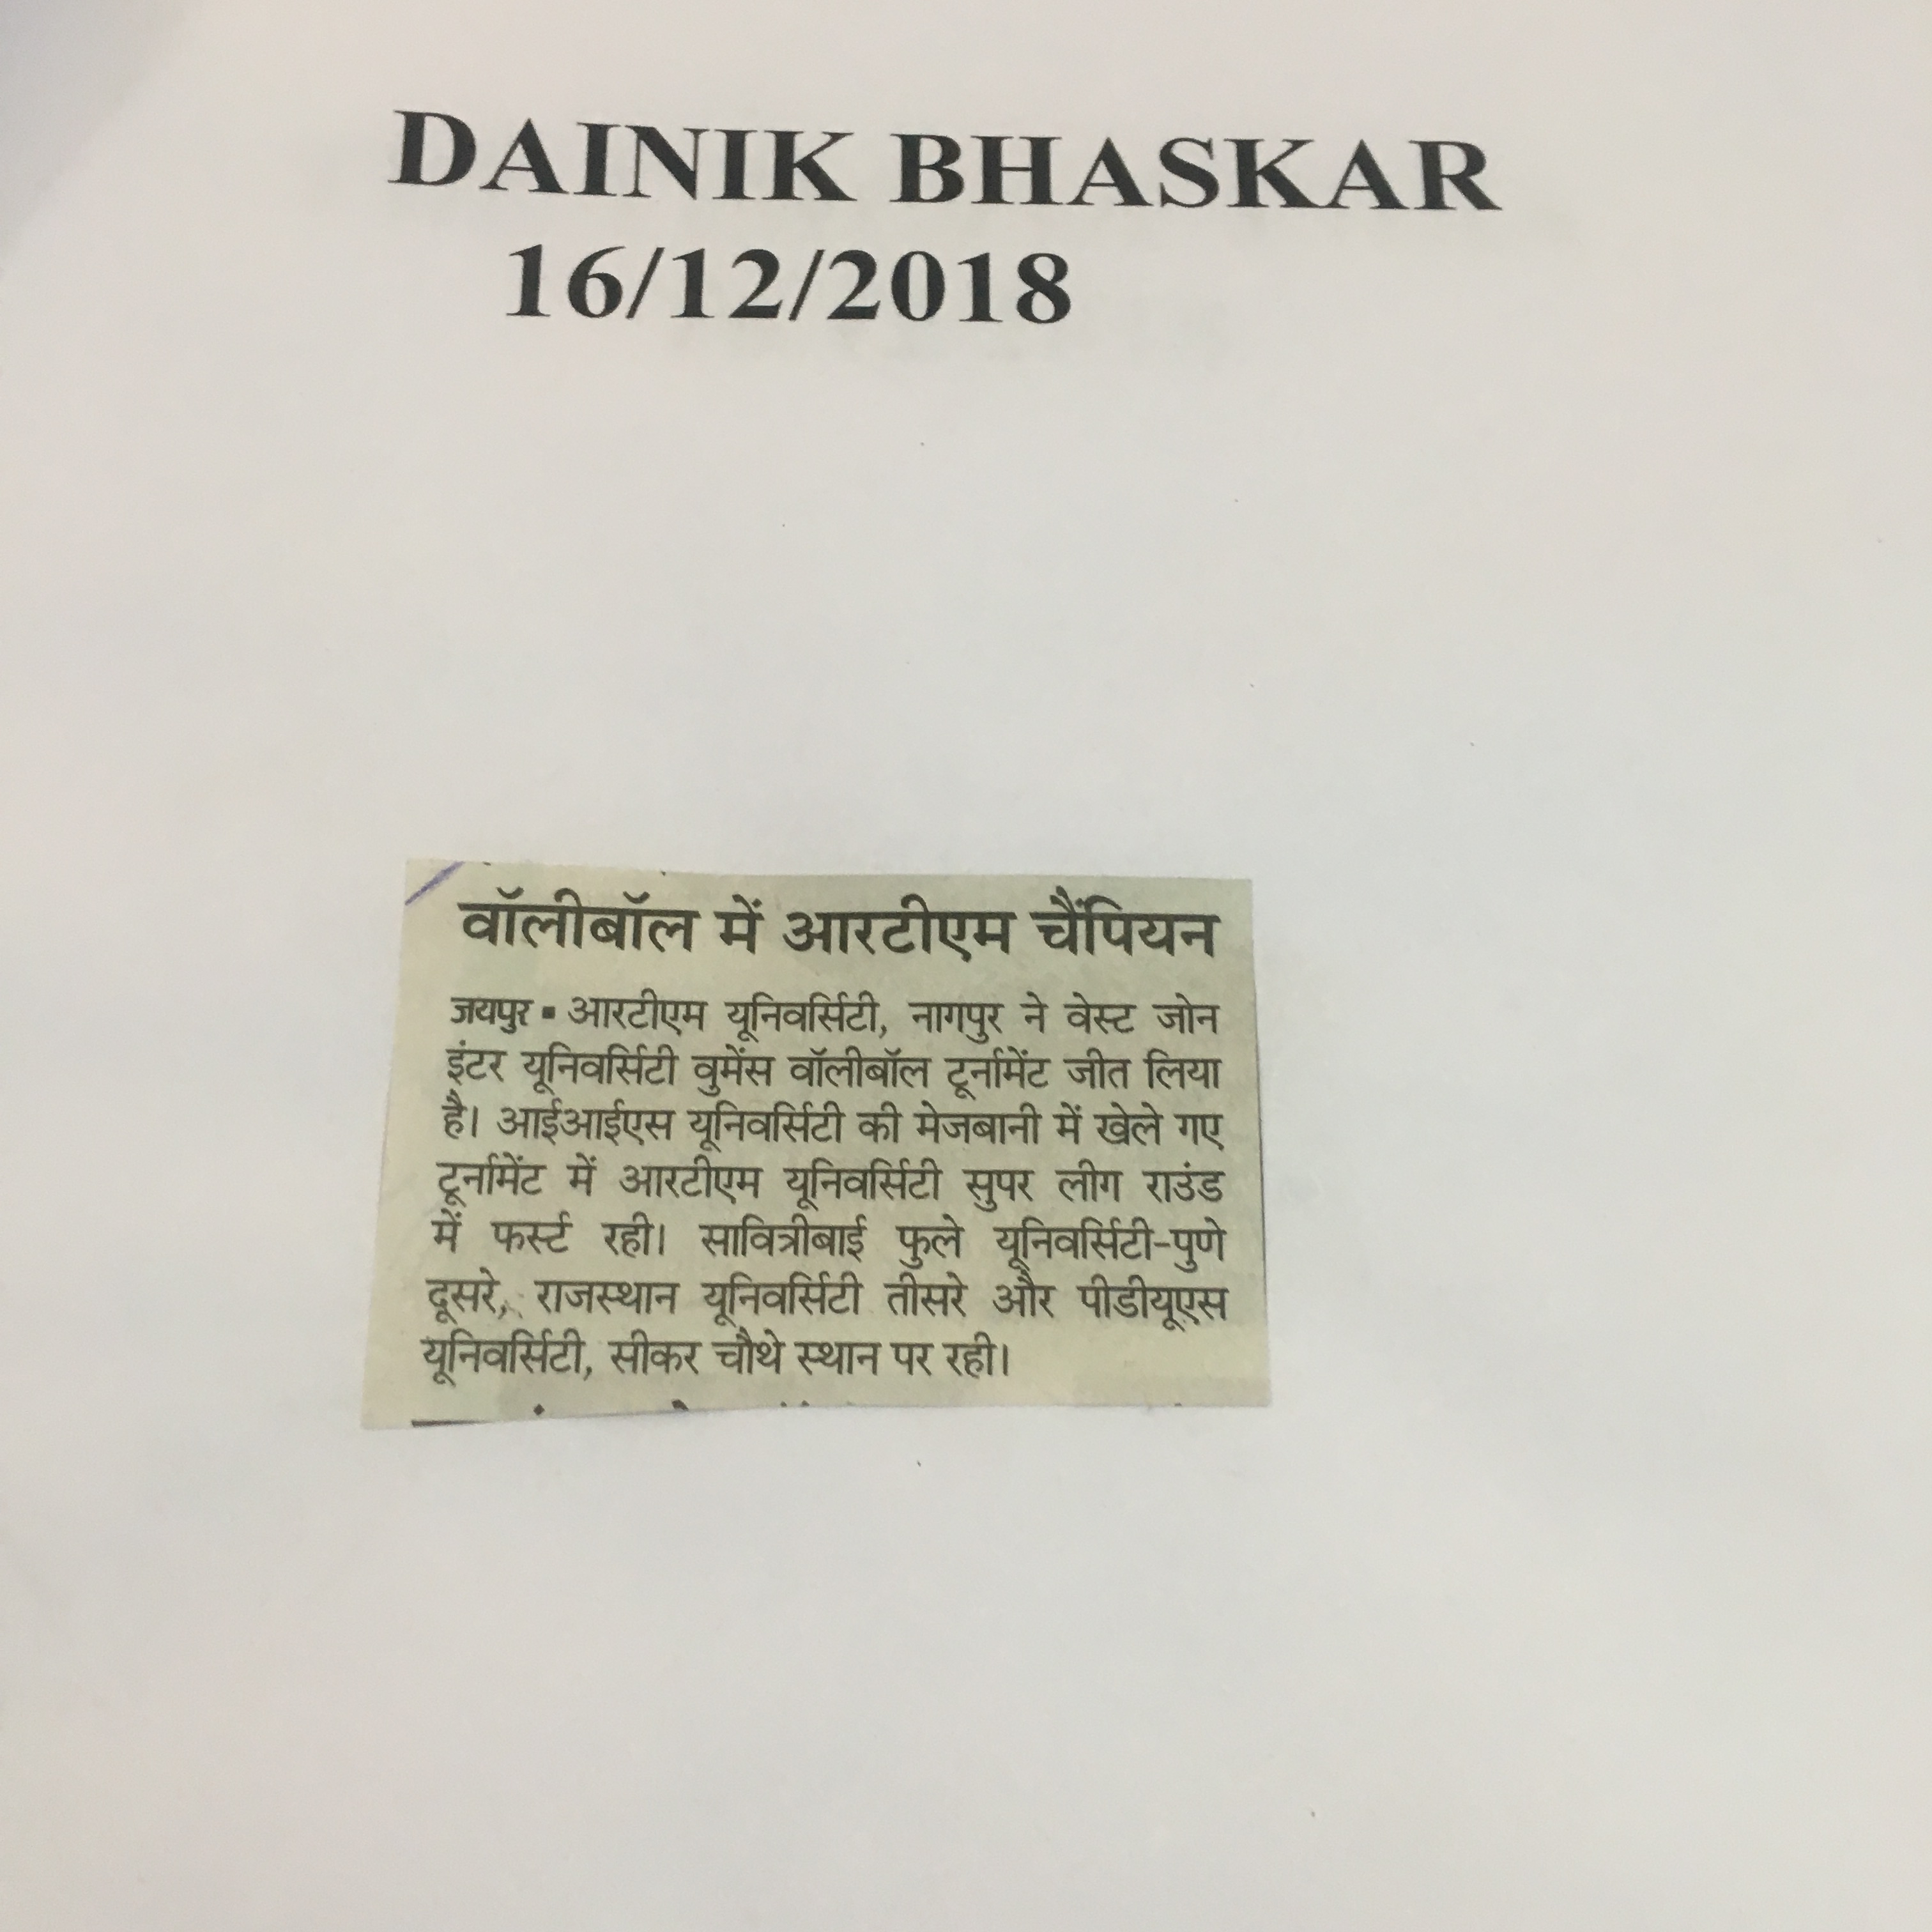 DAINIK BHASKAR
16/12/2018
वॉलीबॉल में आरटीएम चैंपियन
जयपुर ▪ आरटीएम यूनिवर्सिटी, नागपुर ने वेस्ट जोन
इंटर यूनिवर्सिटी वुमेंस वॉलीबॉल टूर्नामेंट जीत लिया
है। आईआईएस यूनिवर्सिटी की मेजबानी में खेले गए
टूर्नामेंट में आरटीएम यूनिवर्सिटी सुपर लीग राउंड
में फर्स्ट रही। सावित्रीबाई फुले यूनिवर्सिटी-पुणे
दूसरे, राजस्थान यूनिवर्सिटी तीसरे और पीडीयूएस
यूनिवर्सिटी, सीकर चौथे स्थान पर रही।